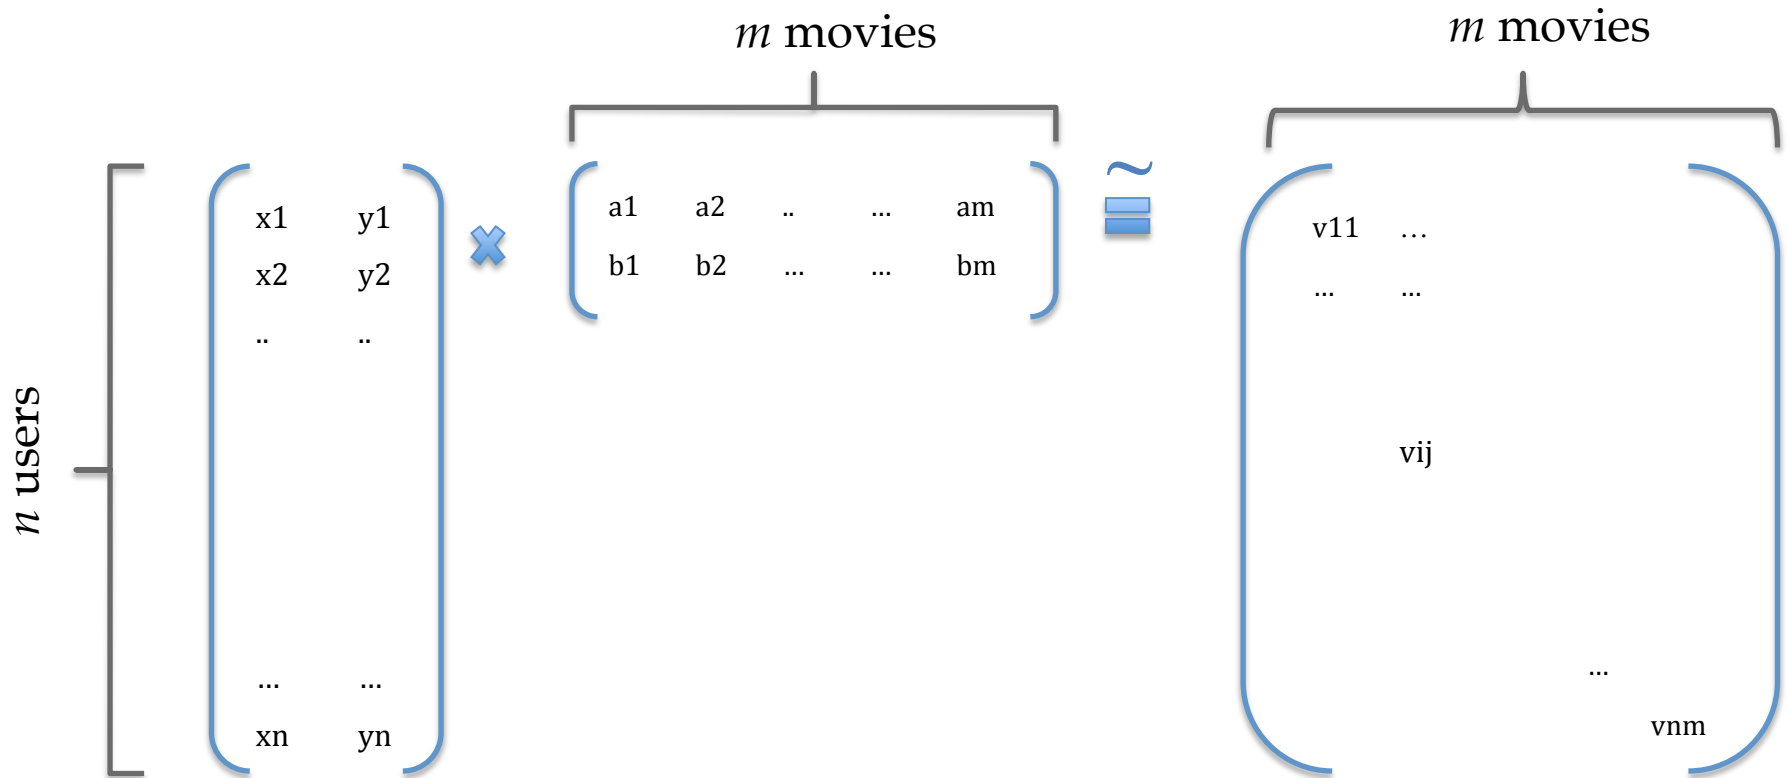 m movies
m movies
n users
x1 y1
x2 y2
.. ..
... ...
xn yn
a1 a2 .. ... am
b1 b2 ... ... bm
≅
v11 ...
... ...
vij
...
vnm